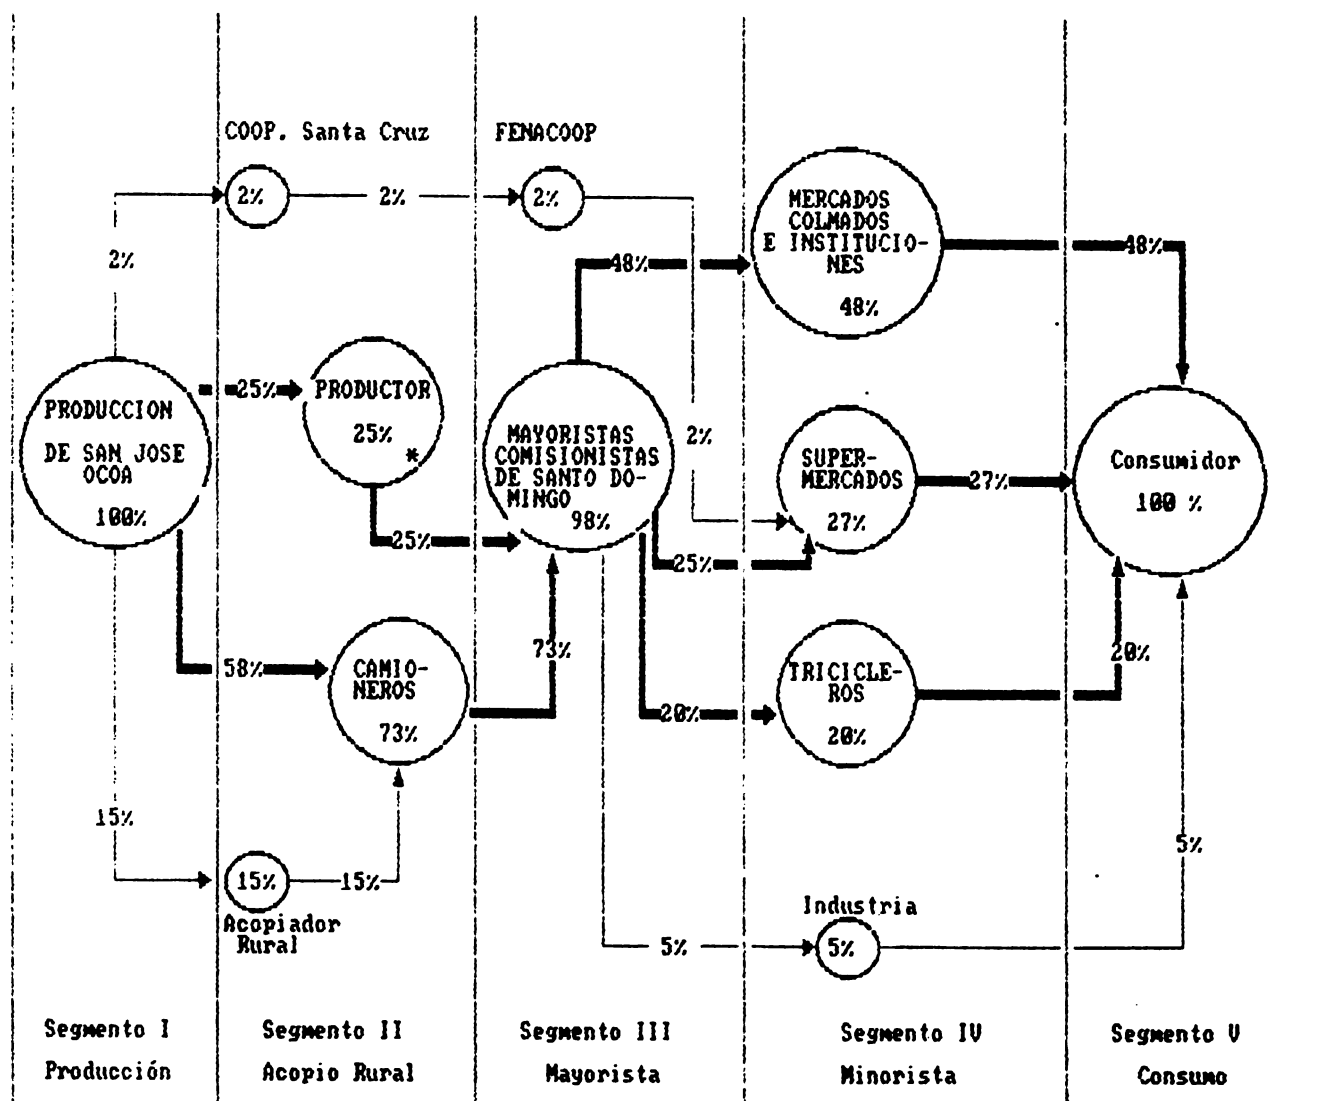 COOP. Santa Cruz
FENACOOP
2%
2%
2%
2%
MERCADOS
COLMADOS
E INSTITUCIO-
NES
48%
48%
48%
PRODUCCION
DE SAN JOSE
OCOA
100%
25%
PRODUCTOR
25%
*
25%
MAYORISTAS
COMISIONISTAS
DE SANTO DO-
MINGO
98%
2%
SUPER-
MERCADOS
27%
27%
Consumidor
100 %
25%
58%
CAMIO-
NEROS
73%
73%
20%
TRICICLE-
ROS
20%
20%
15%
15%
15%
Acopiador
Rural
5%
Industria
5%
5%
Segmento I
Producción
Segmento II
Acopio Rural
Segmento III
Mayorista
Segmento IV
Minorista
Segmento V
Consumo